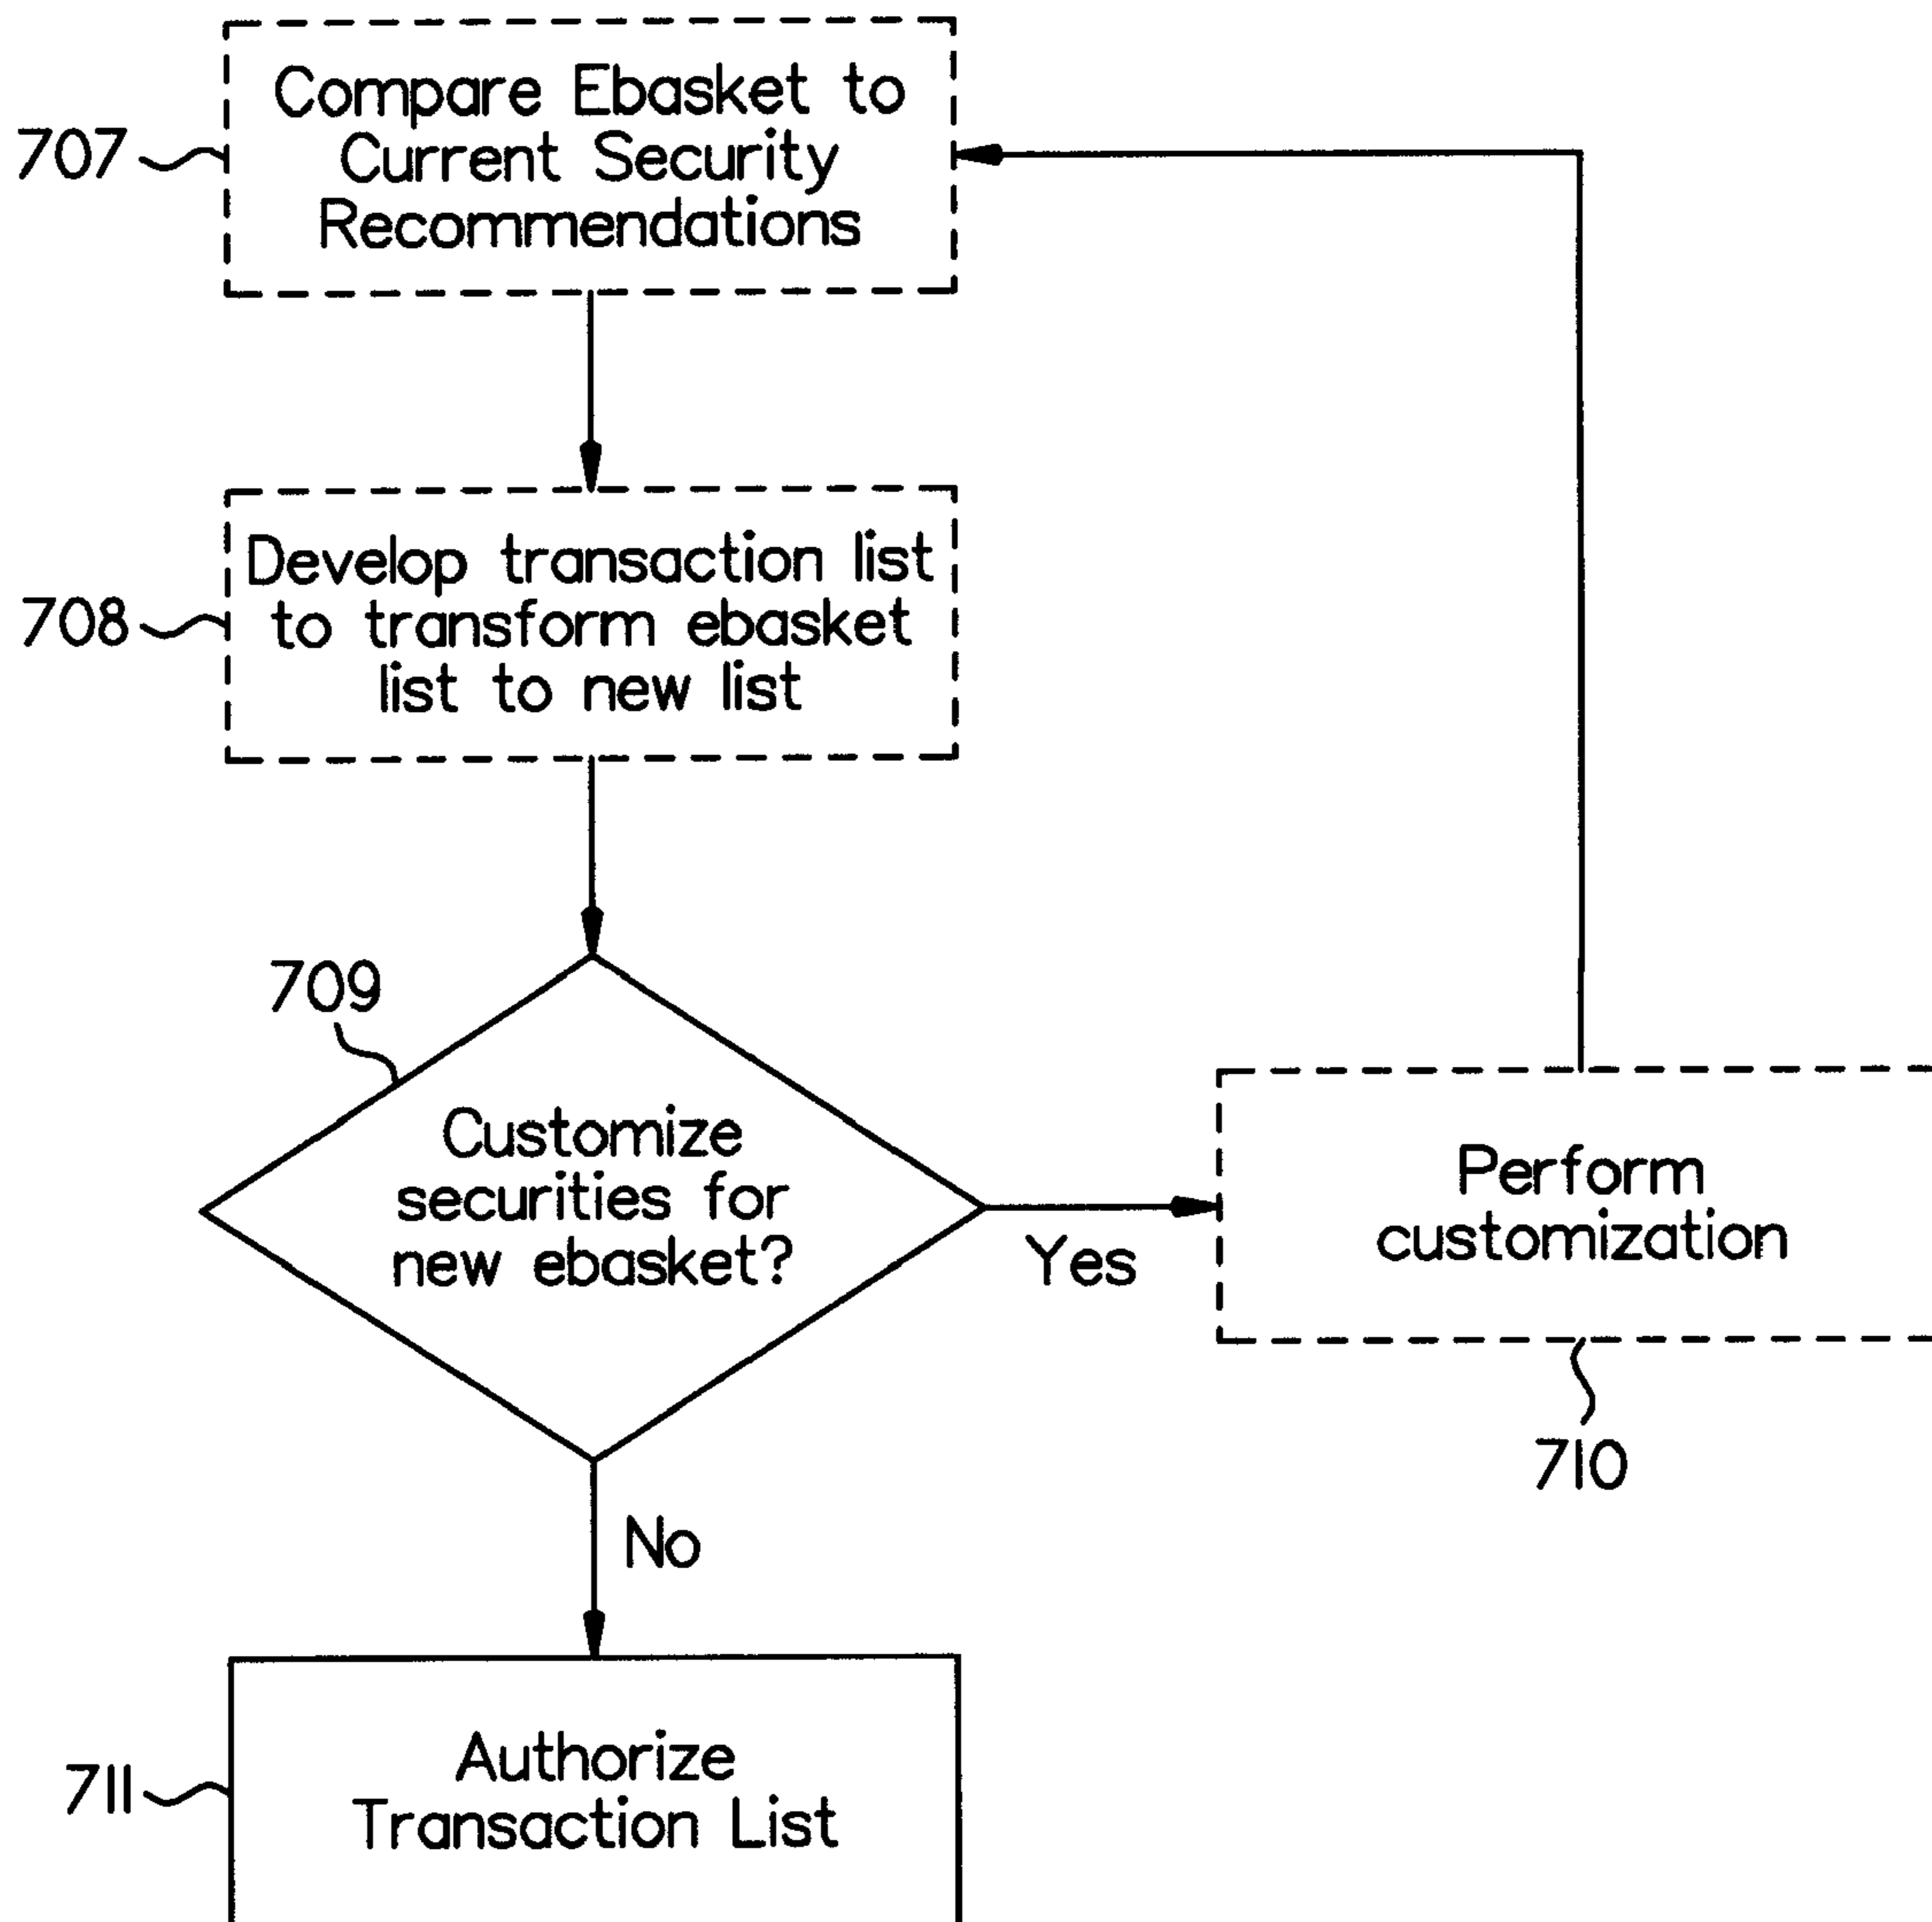 Compare Ebasket to
Current Security
Recommendations
707
Develop transaction list
to transform ebasket
list to new list
708
709
Customize
securities for
new ebasket?
Yes
Perform
customization
710
No
Authorize
Transaction List
711